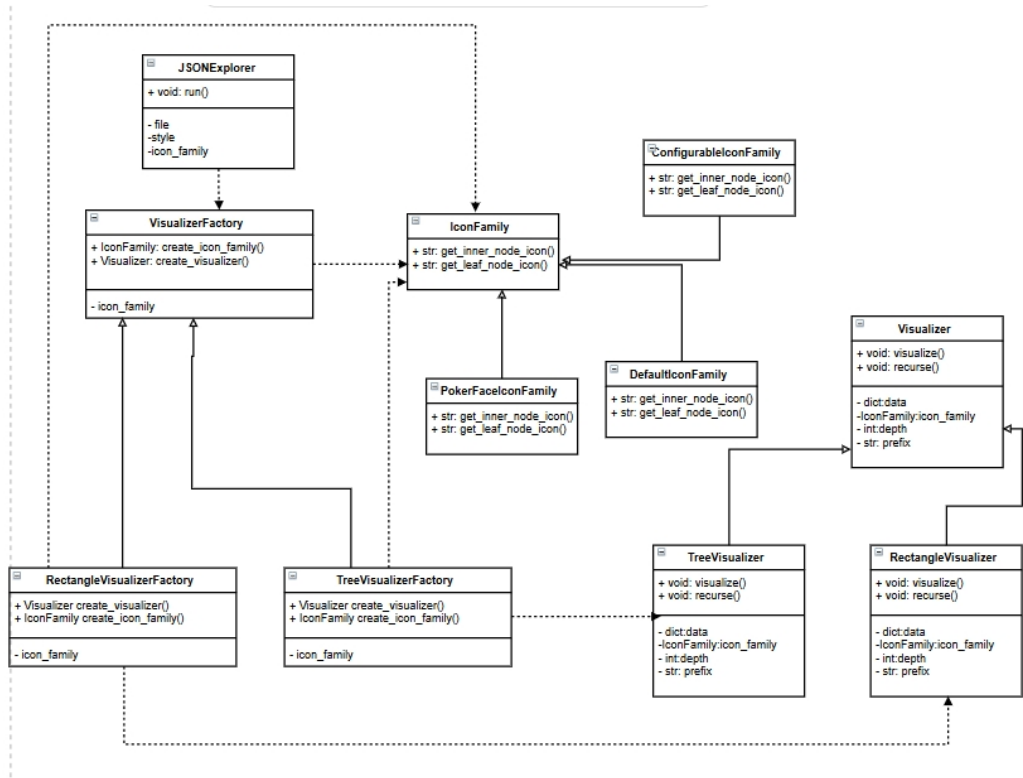 JSONExplorer
+ void: run()
- file
-style
-icon_family
ConfigurableIconFamily
+ str: get_inner_node_icon()
+ str: get_leaf_node_icon()
VisualizerFactory
+ IconFamily: create_icon_family()
+ Visualizer: create_visualizer()
- icon_family
IconFamily
+ str: get_inner_node_icon()
+ str: get_leaf_node_icon()
Visualizer
+ void: visualize()
+ void: recurse()
- dict:data
-IconFamily:icon_family
- int:depth
- str: prefix
PokerFaceIconFamily
+ str: get_inner_node_icon()
+ str: get_leaf_node_icon()
DefaultIconFamily
+ str: get_inner_node_icon()
+ str: get_leaf_node_icon()
RectangleVisualizerFactory
+ Visualizer create_visualizer()
+ IconFamily create_icon_family()
- icon_family
TreeVisualizerFactory
+ Visualizer create_visualizer()
+ IconFamily create_icon_family()
- icon_family
TreeVisualizer
+ void: visualize()
+ void: recurse()
- dict:data
-IconFamily:icon_family
- int:depth
- str: prefix
RectangleVisualizer
+ void: visualize()
+ void: recurse()
- dict:data
-IconFamily:icon_family
- int:depth
- str: prefix